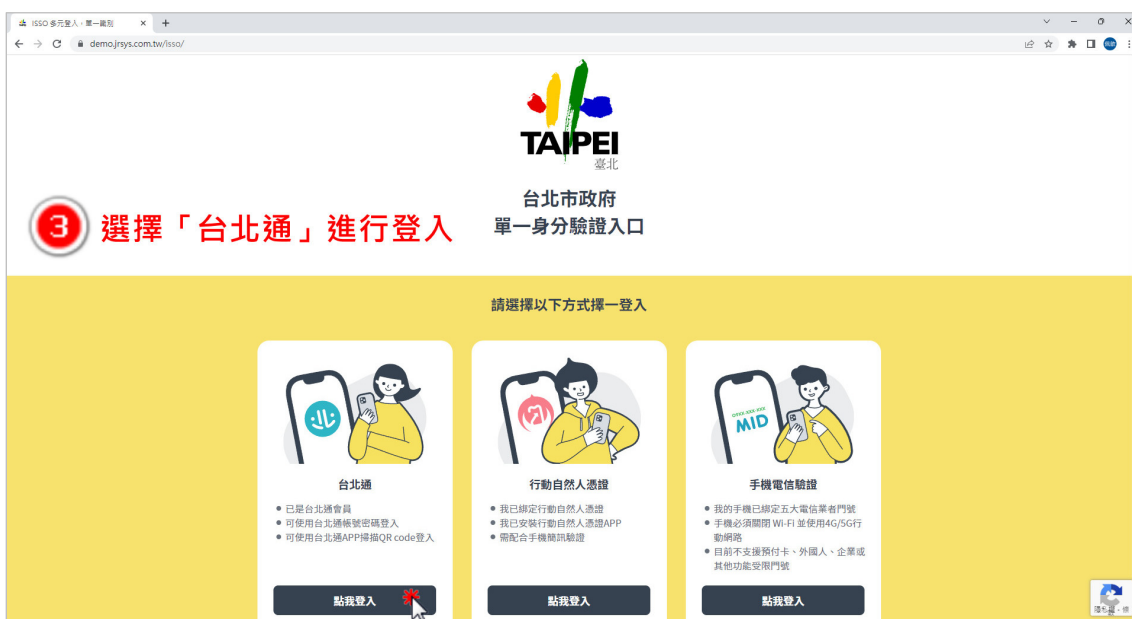 ISSO 多元登入，單一識別
demo.jrsys.com.tw/isso/
TAIPEI
臺北
台北市政府
單一身分驗證入口
3 選擇「台北通」進行登入
請選擇以下方式擇一登入
MID
台北通
已是台北通會員
可使用台北通帳號密碼登入
可使用台北通APP掃描QR code登入
點我登入
行動自然人憑證
我已綁定行動自然人憑證
我已安裝行動自然人憑證APP
需配合手機簡訊驗證
點我登入
手機電信驗證
我的手機已綁定五大電信業者門號
手機必須關閉 Wi-Fi 並使用4G/5G行
動網路
目前不支援預付卡、外國人、企業或
其他功能受限門號
點我登入